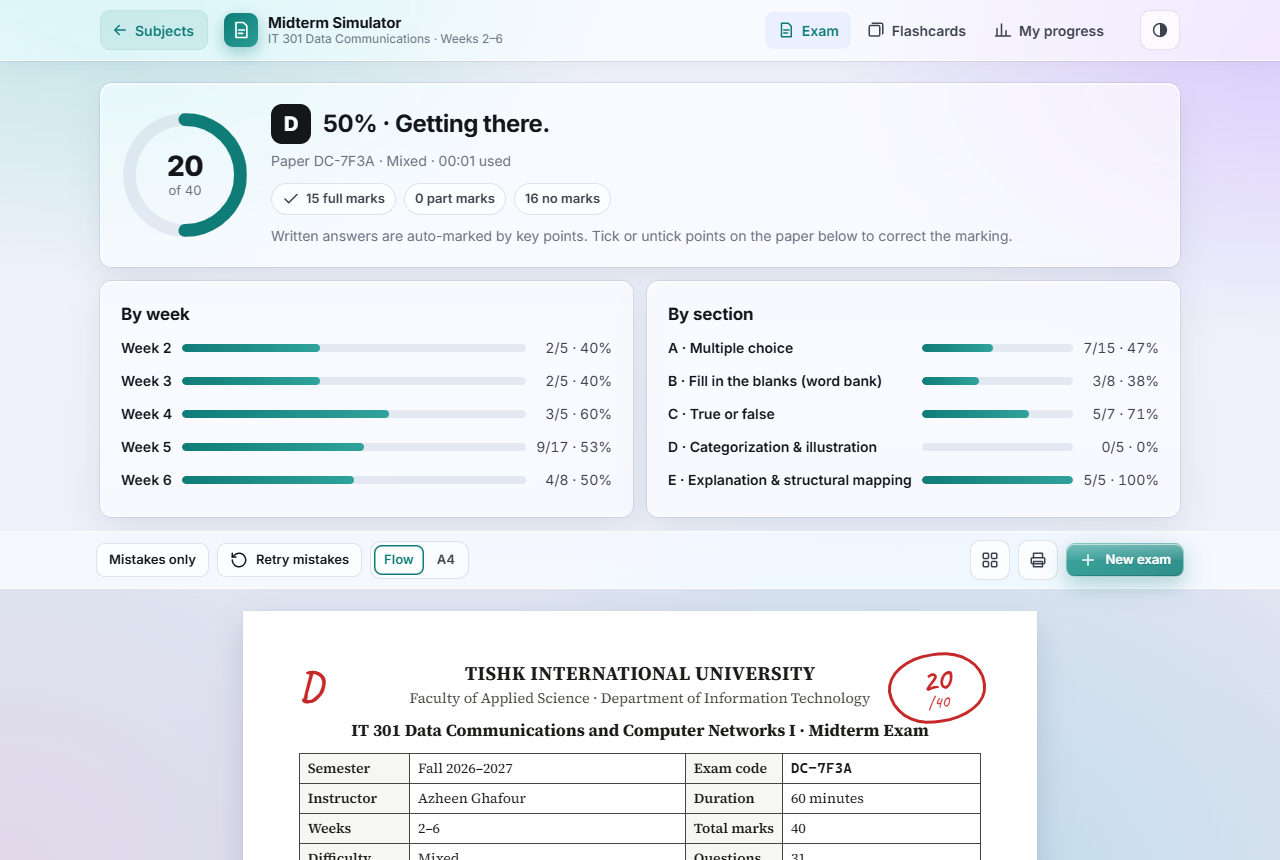 Subjects
Midterm Simulator
IT 301 Data Communications · Weeks 2–6
Exam
Flashcards
My progress
20
of 40
D
50% · Getting there.
Paper DC-7F3A · Mixed · 00:01 used
15 full marks
0 part marks
16 no marks
Written answers are auto-marked by key points. Tick or untick points on the paper below to correct the marking.
By week
Week 2 2/5 · 40%
Week 3 2/5 · 40%
Week 4 3/5 · 60%
Week 5 9/17 · 53%
Week 6 4/8 · 50%
By section
A · Multiple choice 7/15 · 47%
B · Fill in the blanks (word bank) 3/8 · 38%
C · True or false 5/7 · 71%
D · Categorization & illustration 0/5 · 0%
E · Explanation & structural mapping 5/5 · 100%
Mistakes only
Retry mistakes
Flow
A4
New exam
D
TISHK INTERNATIONAL UNIVERSITY
Faculty of Applied Science · Department of Information Technology
20
/40
IT 301 Data Communications and Computer Networks I · Midterm Exam
Semester Fall 2026–2027 Exam code DC-7F3A
Instructor Azheen Ghafour Duration 60 minutes
Weeks 2–6 Total marks 40
Difficulty Mixed Questions 31